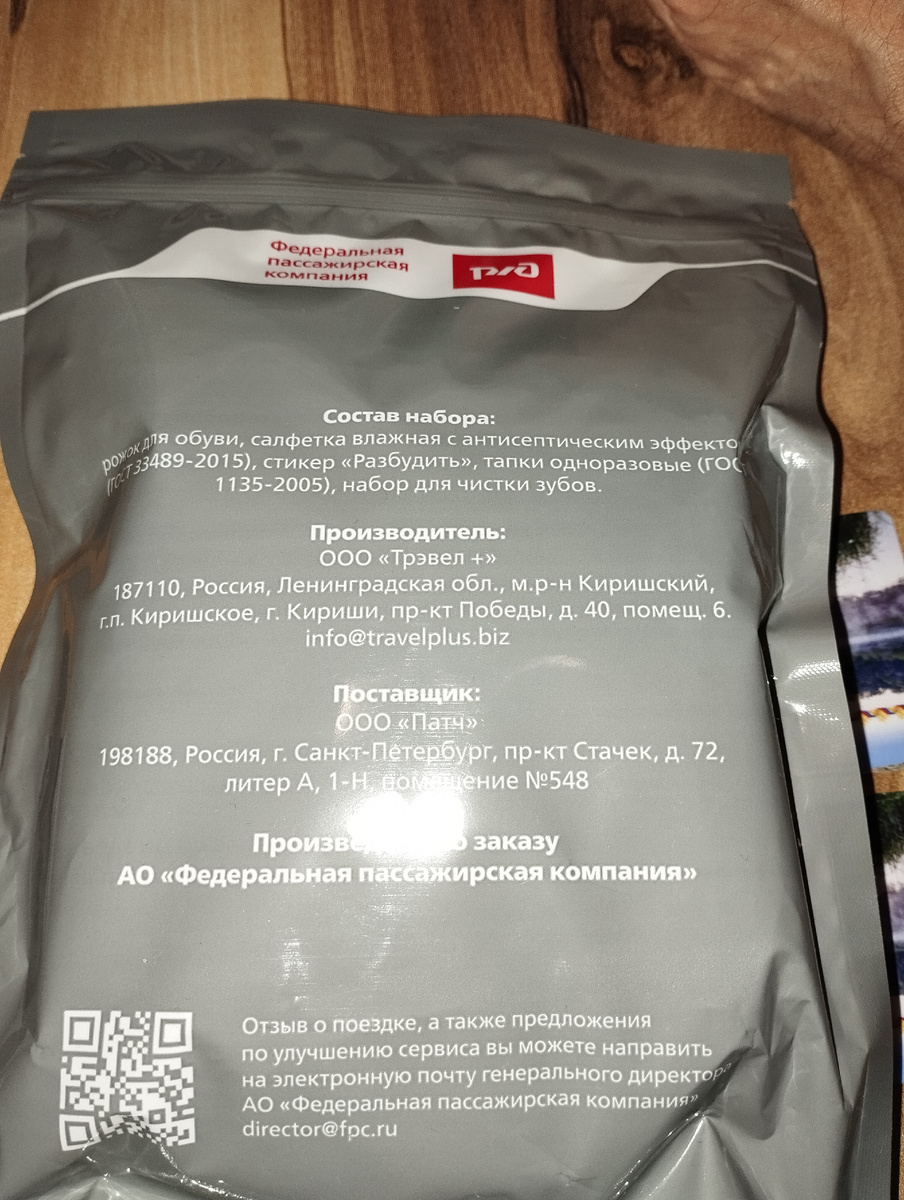 Федеральная
пассажирская
компания
ржд
Состав набора:
рожок для обуви, салфетка влажная с антисептическим эффекто
(ГОСТ 33489-2015), стикер «Разбудить», тапки одноразовые (ГОС
1135-2005), набор для чистки зубов.
Производитель:
ООО «Трэвел +»
187110, Россия, Ленинградская обл., м.р-н Киришский,
г.п. Киришское, г. Кириши, пр-кт Победы, д. 40, помещ. 6.
info@travelplus.biz
Поставщик:
ООО «Патч»
198188, Россия, г. Санкт-Петербург, пр-кт Стачек, д. 72,
литер А, 1-Н, помещение №548
заказу
АО «Федеральная пассажирская компания»
Отзыв о поездке, а также предложения
по улучшению сервиса вы можете направить
на электронную почту генерального директора
АО «Федеральная пассажирская компания»
director@fpc.ru